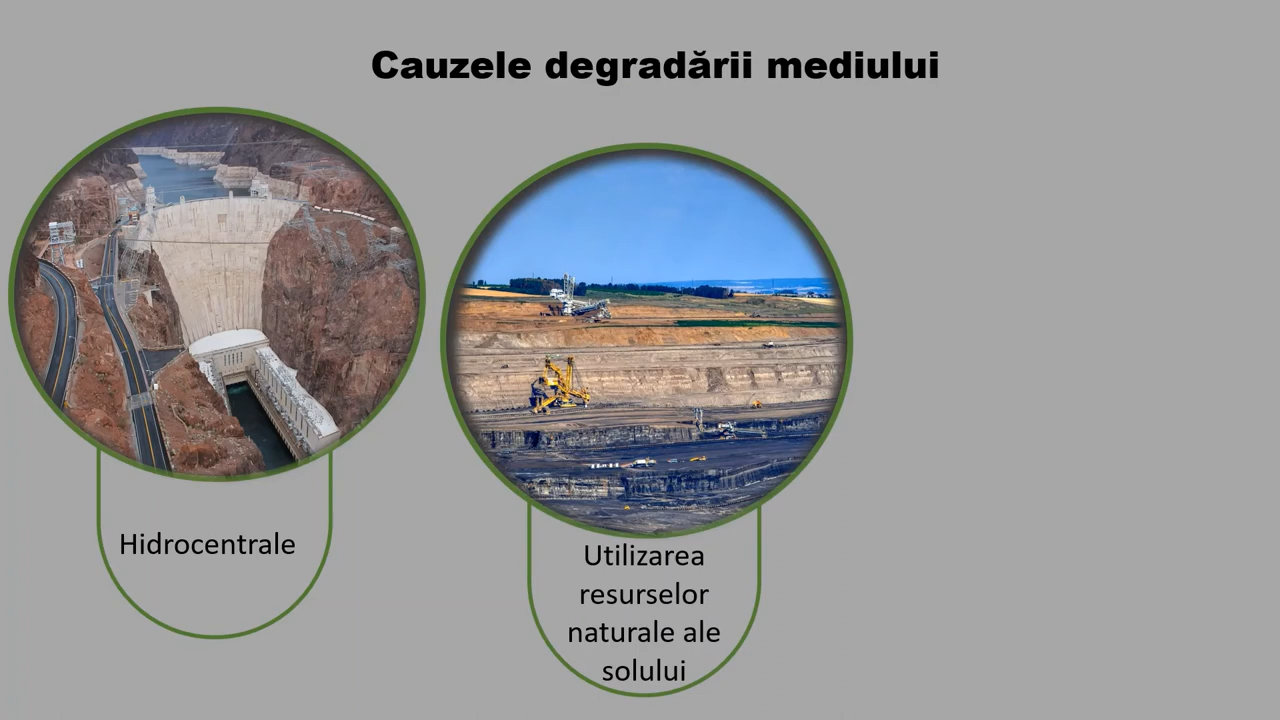 Cauzele degradării mediului
Hidrocentrale
Utilizarea
resurselor
naturale ale
solului